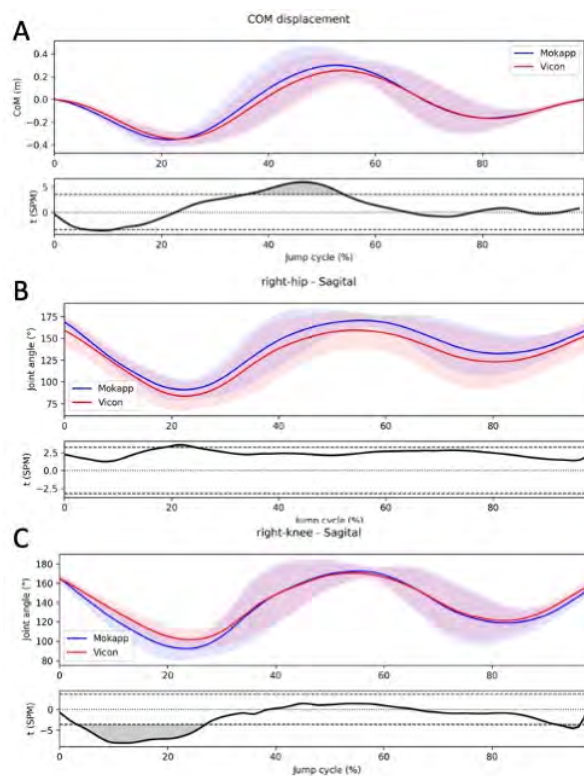 A
COM displacement
Mokapp
Vicon
CoM (m)
0.4
0.2
0.0
−0.2
−0.4
0 20 40 60 80
t (SPM)
5
0
0 20 40 60 80
Jump cycle (%)
B
right-hip - Sagital
Joint angle (°)
175
150
125
100
75
Mokapp
Vicon
0 20 40 60 80
t (SPM)
2.5
0.0
−2.5
0 20 40 60 80
Jump cycle (%)
C
right-knee - Sagital
Joint angle (°)
180
160
140
120
100
80
Mokapp
Vicon
0 20 40 60 80
t (SPM)
0
−5
0 20 40 60 80
Jump cycle (%)